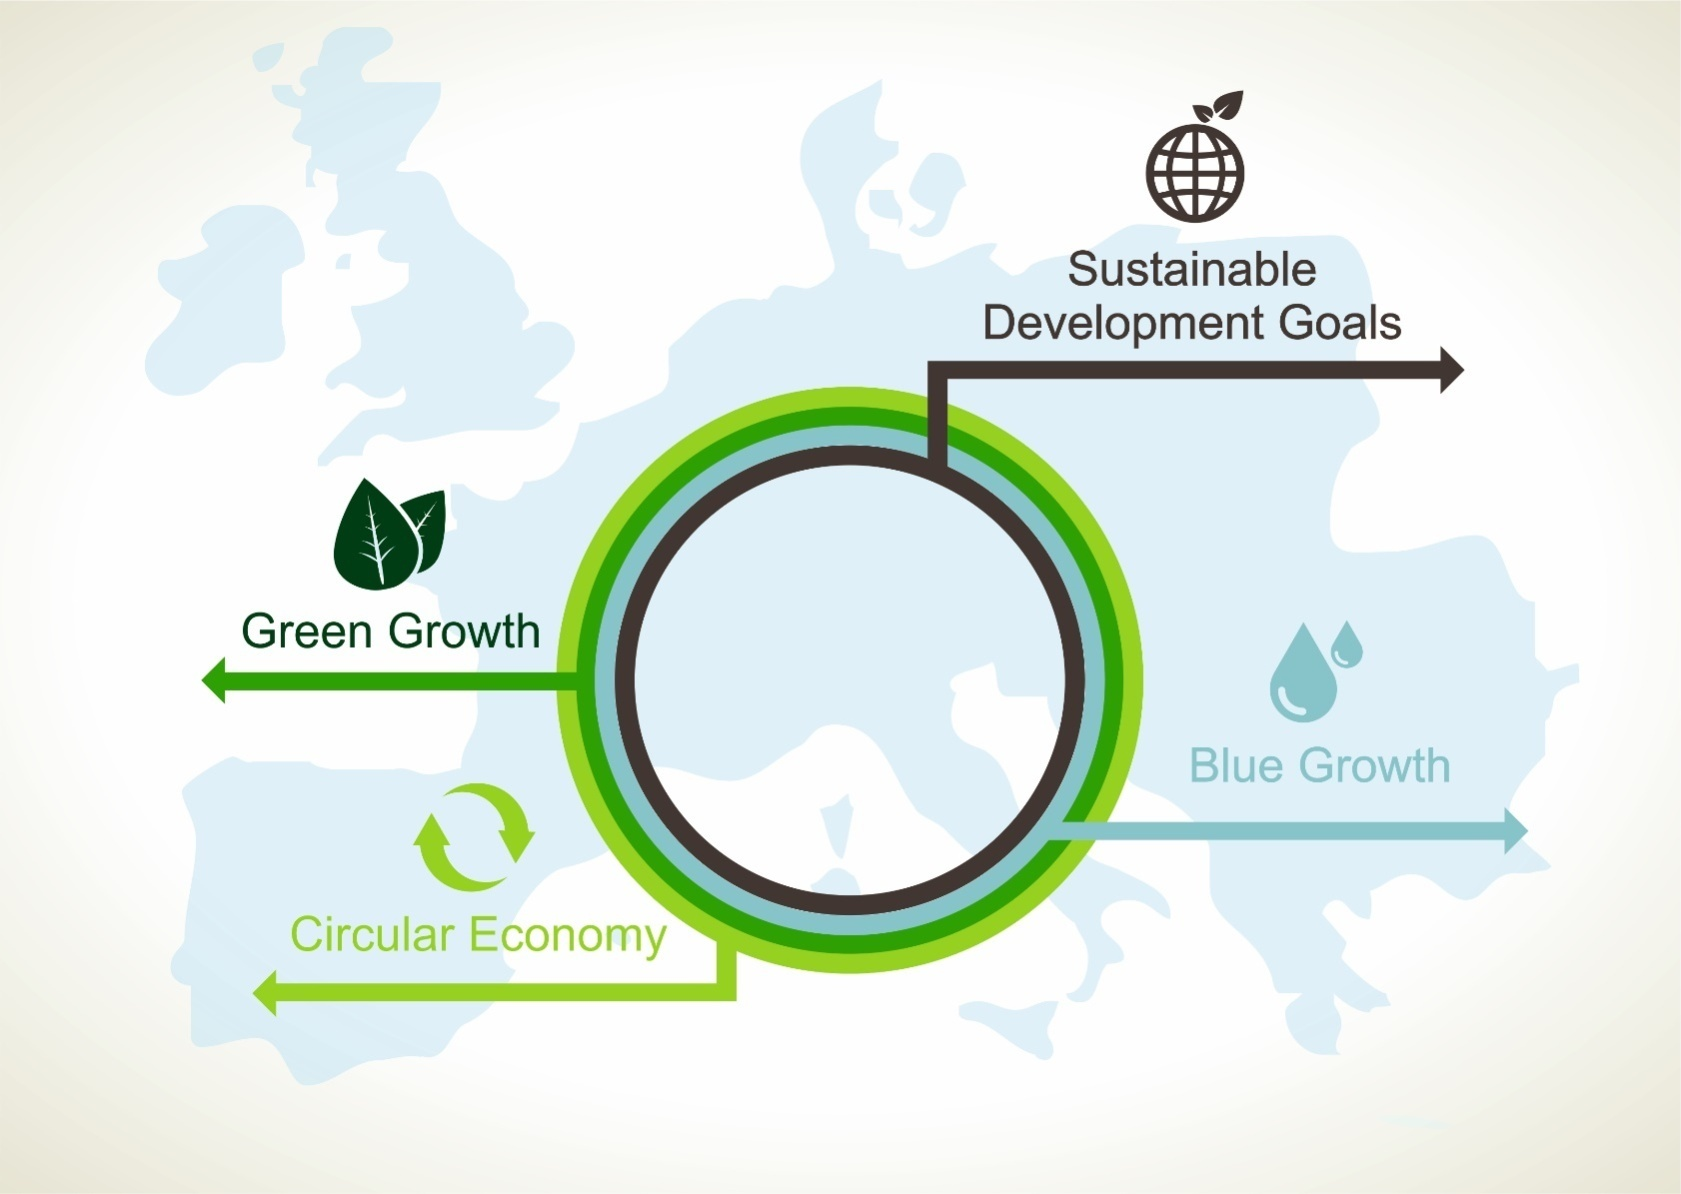 Sustainable
Development Goals
Green Growth
Blue Growth
Circular Economy